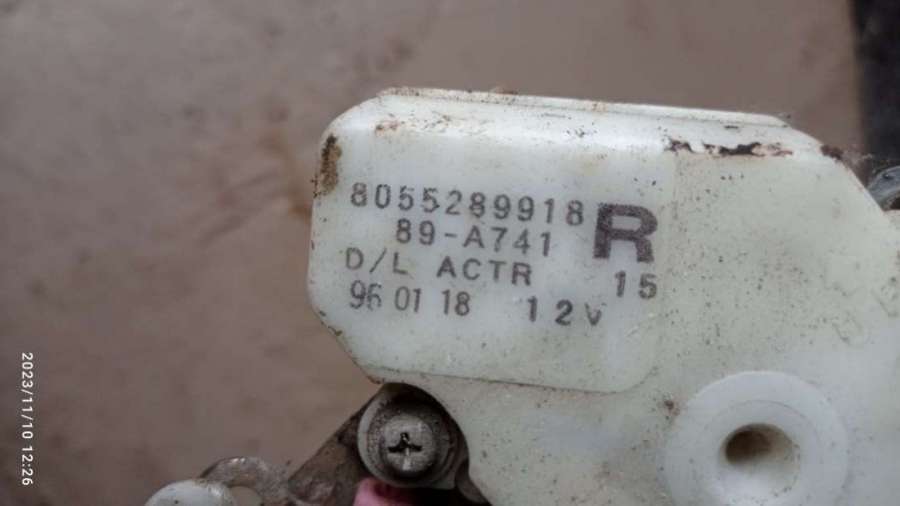 8055289918
89-A741
R
D/L ACTR
15
96 01 18
12V
2023/11/10 12:26